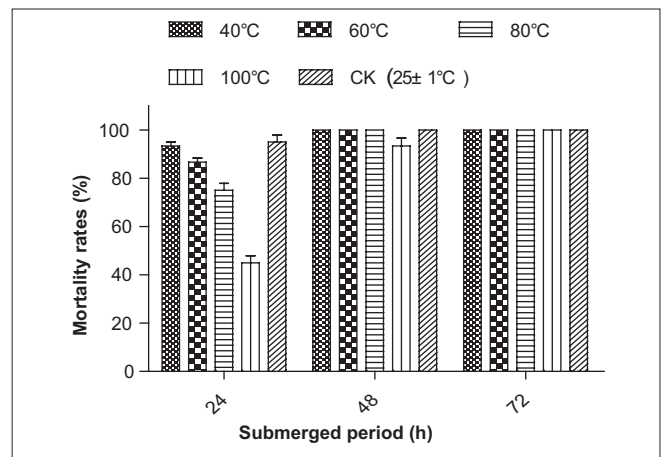 40°C 60°C 80°C
100°C CK (25± 1°C )
Mortality rates (%)
100
80
60
40
20
0
24 48 72
Submerged period (h)